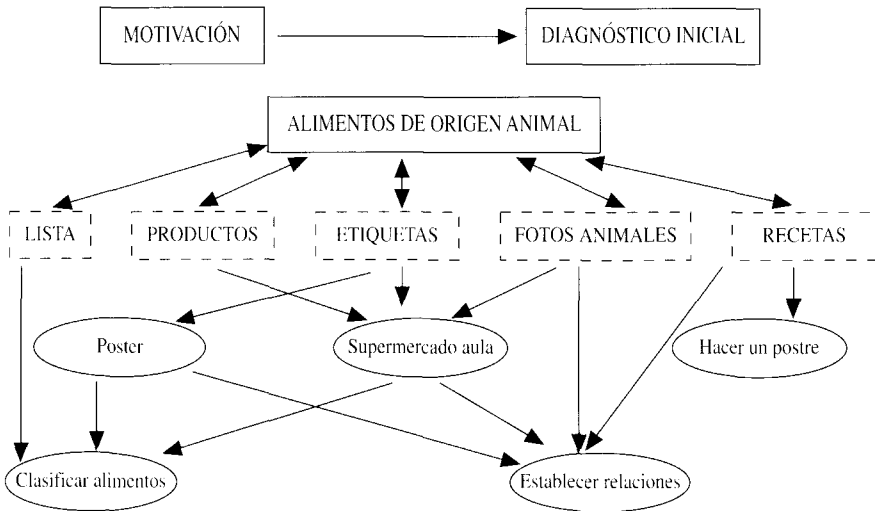 MOTIVACIÓN
DIAGNÓSTICO INICIAL
ALIMENTOS DE ORIGEN ANIMAL
LISTA
PRODUCTOS
ETIQUETAS
FOTOS ANIMALES
RECETAS
Poster
Supermercado aula
Hacer un postre
Clasificar alimentos
Establecer relaciones